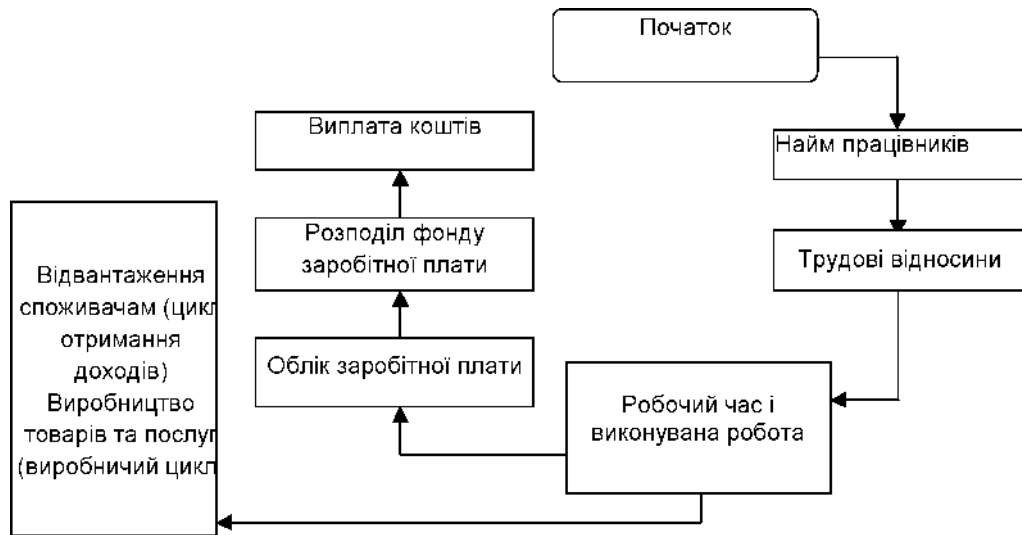 Початок
Найм працівників
Трудові відносини
Робочий час і
виконувана робота
Облік заробітної плати
Розподіл фонду
заробітної плати
Виплата коштів
Відвантаження
споживачам (цикл
отримання
доходів)
Виробництво
товарів та послуг
(виробничий цикл